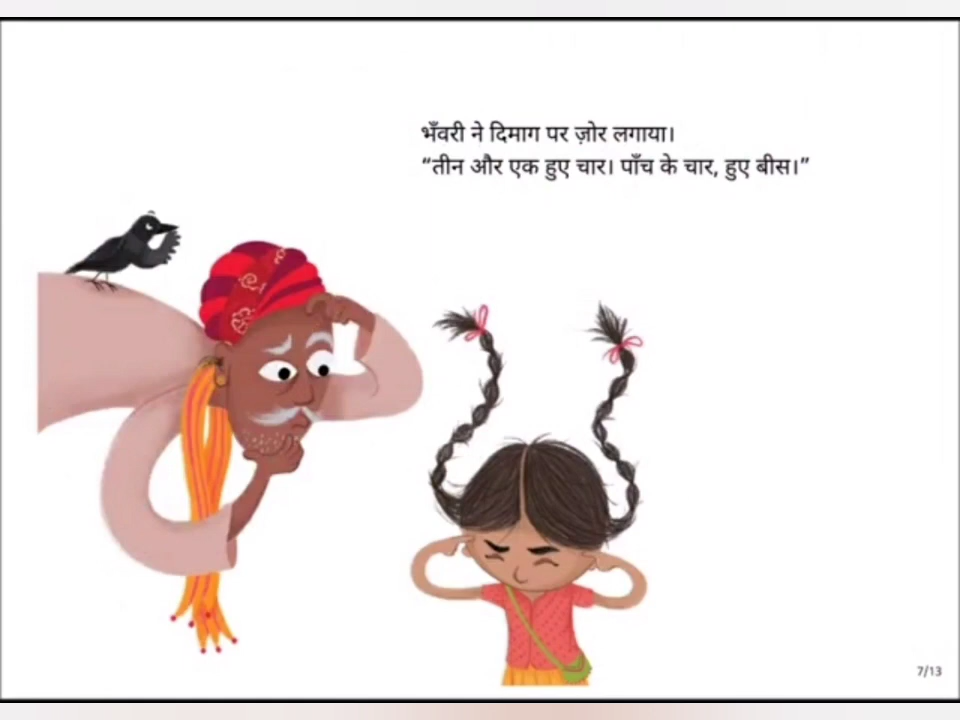 भँवरी ने दिमाग पर ज़ोर लगाया।
“तीन और एक हुए चार। पाँच के चार, हुए बीस।”
7/13